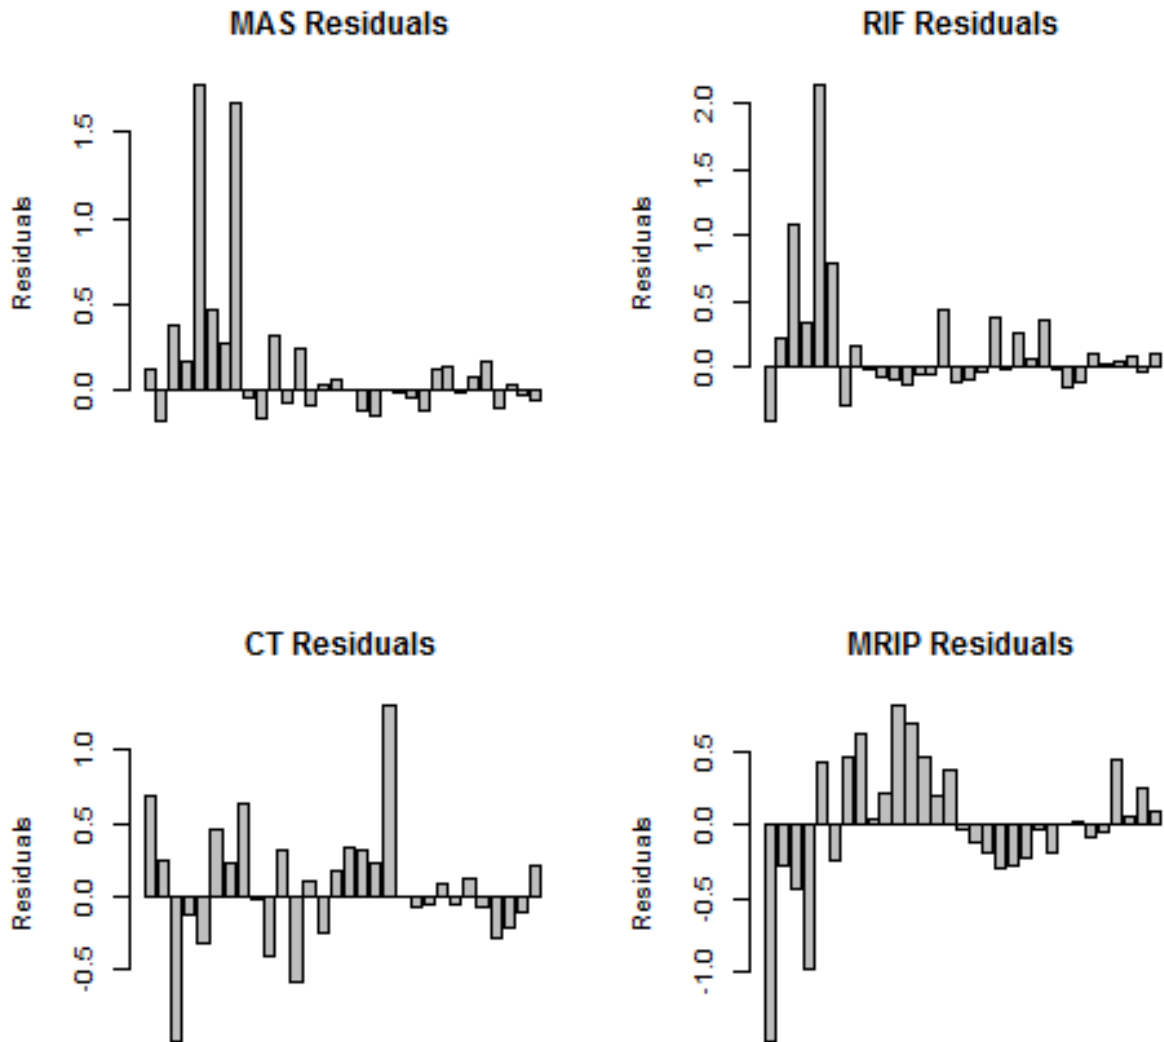 MAS Residuals
Residuals
0.0 0.5 1.0 1.5
RIF Residuals
Residuals
0.0 0.5 1.0 1.5 2.0
CT Residuals
Residuals
-0.5 0.0 0.5 1.0
MRIP Residuals
Residuals
-1.0 -0.5 0.0 0.5